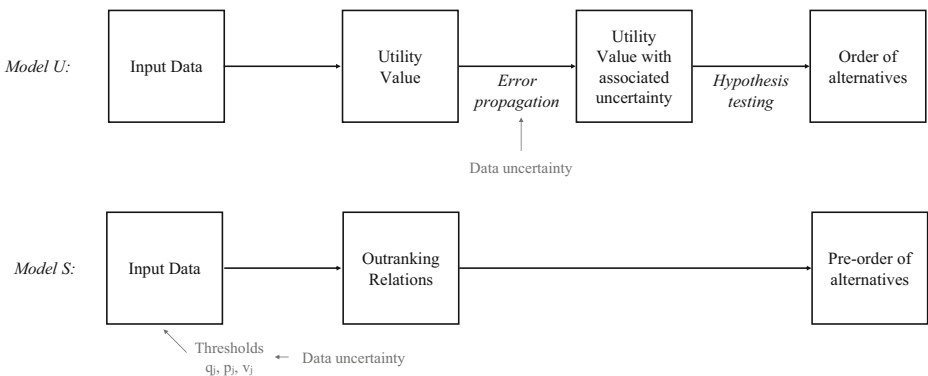 Model U:
Input Data
Utility
Value
Error
propagation
Data uncertainty
Utility
Value with
associated
uncertainty
Hypothesis
testing
Order of
alternatives
Model S:
Input Data
Thresholds
qj, pj, vj
Data uncertainty
Outranking
Relations
Pre-order of
alternatives